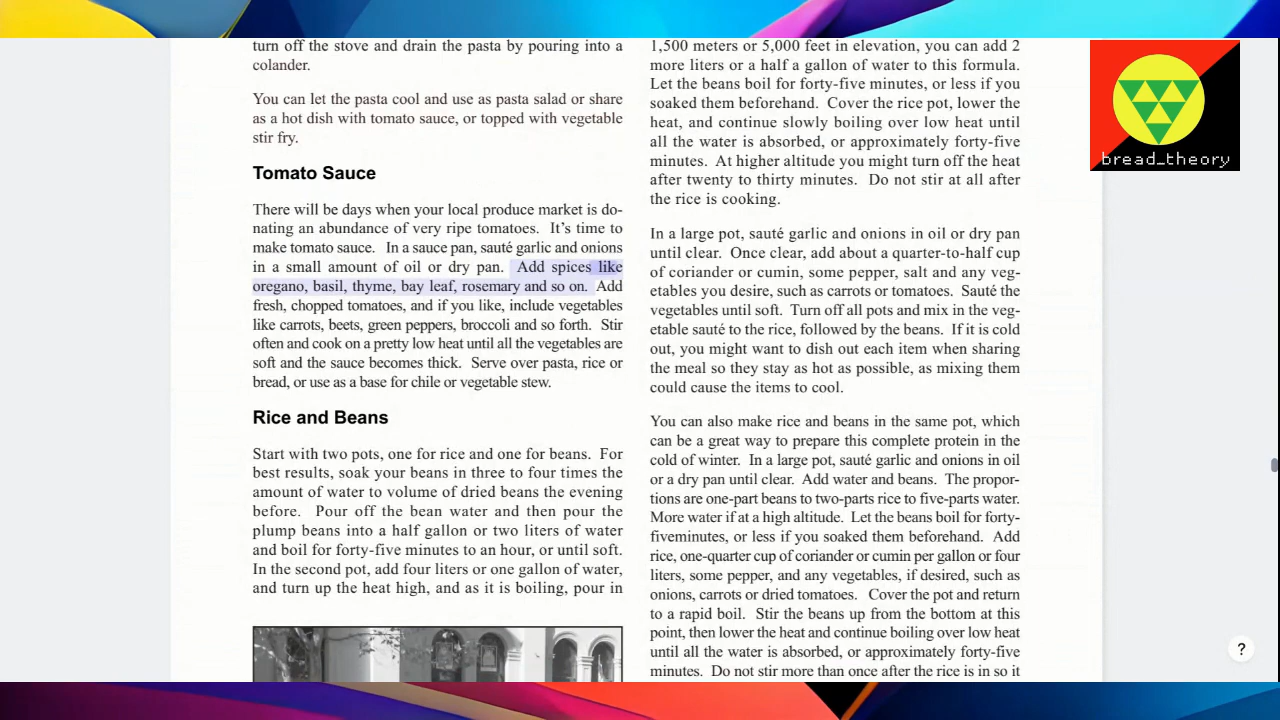 turn off the stove and drain the pasta by pouring into a
colander.
You can let the pasta cool and use as pasta salad or share
as a hot dish with tomato sauce, or topped with vegetable
stir fry.
Tomato Sauce
There will be days when your local produce market is do-
nating an abundance of very ripe tomatoes. It’s time to
make tomato sauce. In a sauce pan, sauté garlic and onions
in a small amount of oil or dry pan. Add spices like
oregano, basil, thyme, bay leaf, rosemary and so on. Add
fresh, chopped tomatoes, and if you like, include vegetables
like carrots, beets, green peppers, broccoli and so forth. Stir
often and cook on a pretty low heat until all the vegetables are
soft and the sauce becomes thick. Serve over pasta, rice or
bread, or use as a base for chile or vegetable stew.
Rice and Beans
Start with two pots, one for rice and one for beans. For
best results, soak your beans in three to four times the
amount of water to volume of dried beans the evening
before. Pour off the bean water and then pour the
plump beans into a half gallon or two liters of water
and boil for forty-five minutes to an hour, or until soft.
In the second pot, add four liters or one gallon of water,
and turn up the heat high, and as it is boiling, pour in
1,500 meters or 5,000 feet in elevation, you can add 2
more liters or a half a gallon of water to this formula.
Let the beans boil for forty-five minutes, or less if you
soaked them beforehand. Cover the rice pot, lower the
heat, and continue slowly boiling over low heat until
all the water is absorbed, or approximately forty-five
minutes. At higher altitude you might turn off the heat
after twenty to thirty minutes. Do not stir at all after
the rice is cooking.
In a large pot, sauté garlic and onions in oil or dry pan
until clear. Once clear, add about a quarter-to-half cup
of coriander or cumin, some pepper, salt and any veg-
etables you desire, such as carrots or tomatoes. Sauté the
vegetables until soft. Turn off all pots and mix in the veg-
etable sauté to the rice, followed by the beans. If it is cold
out, you might want to dish out each item when sharing
the meal so they stay as hot as possible, as mixing them
could cause the items to cool.
You can also make rice and beans in the same pot, which
can be a great way to prepare this complete protein in the
cold of winter. In a large pot, sauté garlic and onions in oil
or a dry pan until clear. Add water and beans. The propor-
tions are one-part beans to two-parts rice to five-parts water.
More water if at a high altitude. Let the beans boil for forty-
fiveminutes, or less if you soaked them beforehand. Add
rice, one-quarter cup of coriander or cumin per gallon or four
liters, some pepper, and any vegetables, if desired, such as
onions, carrots or dried tomatoes. Cover the pot and return
to a rapid boil. Stir the beans up from the bottom at this
point, then lower the heat and continue boiling over low heat
until all the water is absorbed, or approximately forty-five
minutes. Do not stir more than once after the rice is in so it
bread_theory
?